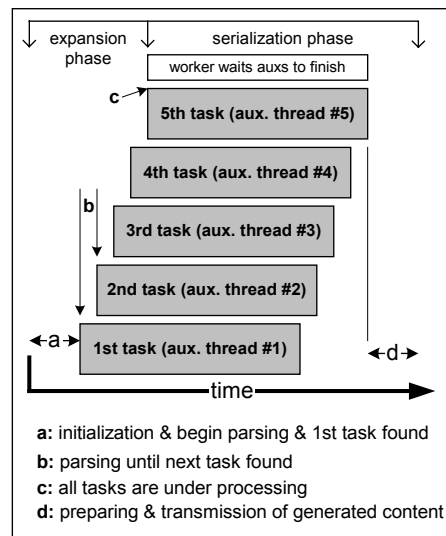 expansion phase
serialization phase
worker waits auxs to finish
c
5th task (aux. thread #5)
4th task (aux. thread #4)
b
3rd task (aux. thread #3)
2nd task (aux. thread #2)
a
1st task (aux. thread #1)
d
time
a: initialization & begin parsing & 1st task found
b: parsing until next task found
c: all tasks are under processing
d: preparing & transmission of generated content